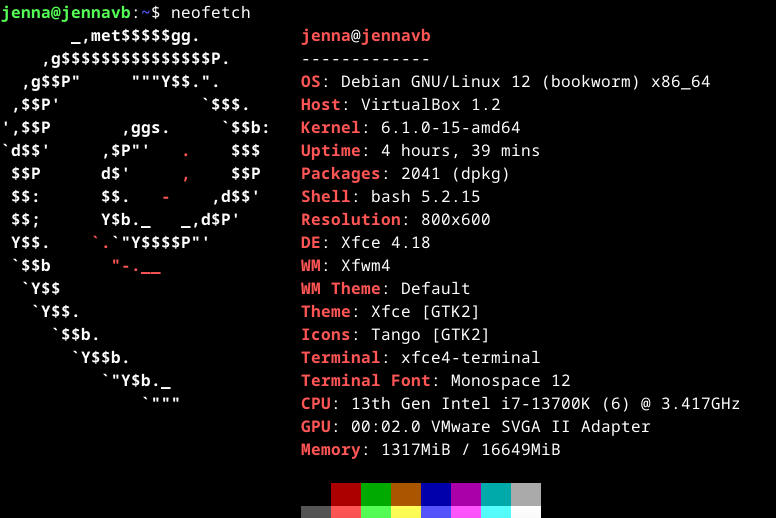 jenna@jennavb:~$ neofetch
       _,met$$$$$gg.          jenna@jennavb
    ,g$$$$$$$$$$$$$$$P.       -------------
  ,g$$P"     """Y$$.".        OS: Debian GNU/Linux 12 (bookworm) x86_64
 ,$$P'              `$$$.     Host: VirtualBox 1.2
',$$P       ,ggs.     `$$b:   Kernel: 6.1.0-15-amd64
`d$$'     ,$P"'   .    $$$    Uptime: 4 hours, 39 mins
 $$P      d$'     ,    $$P    Packages: 2041 (dpkg)
 $$:      $$.   -    ,d$$'    Shell: bash 5.2.15
 $$;      Y$b._   _,d$P'      Resolution: 800x600
 Y$$.    `.`"Y$$$$P"'         DE: Xfce 4.18
 `$$b      "-.__              WM: Xfwm4
  `Y$$                        WM Theme: Default
   `Y$$.                      Theme: Xfce [GTK2]
     `$$b.                    Icons: Tango [GTK2]
       `Y$$b.                 Terminal: xfce4-terminal
          `"Y$b._             Terminal Font: Monospace 12
              `"""            CPU: 13th Gen Intel i7-13700K (6) @ 3.417GHz
                              GPU: 00:02.0 VMware SVGA II Adapter
                              Memory: 1317MiB / 16649MiB